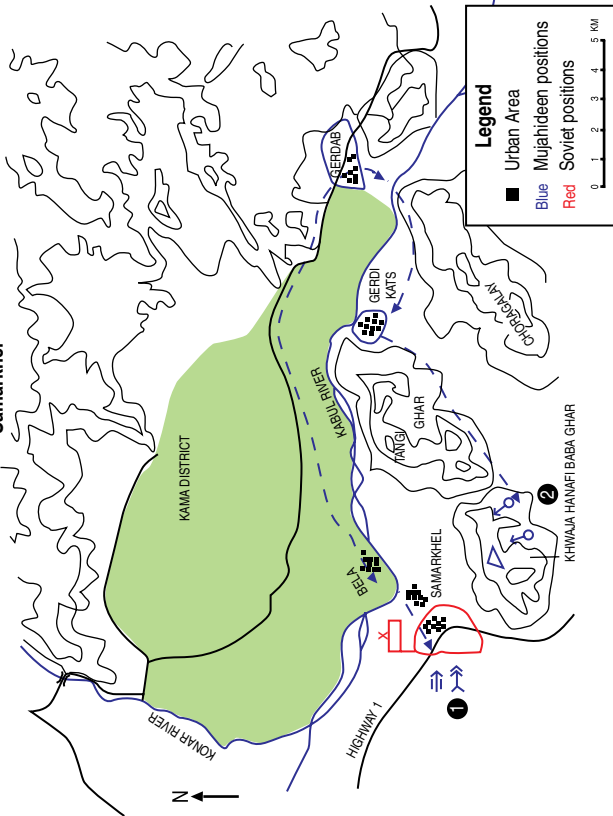 Samarkhel
KAMA DISTRICT
KONAR RIVER
KABUL RIVER
GERDAB
GERDI
KATS
BELA
TANGI
GHAR
CHORAGALAY
SAMARKHEL
HIGHWAY 1
KHWAJA HANAFI BABA GHAR
X
1
2
N
Legend
Urban Area
Blue Mujahideen positions
Red Soviet positions
0 1 2 3 4 5 KM